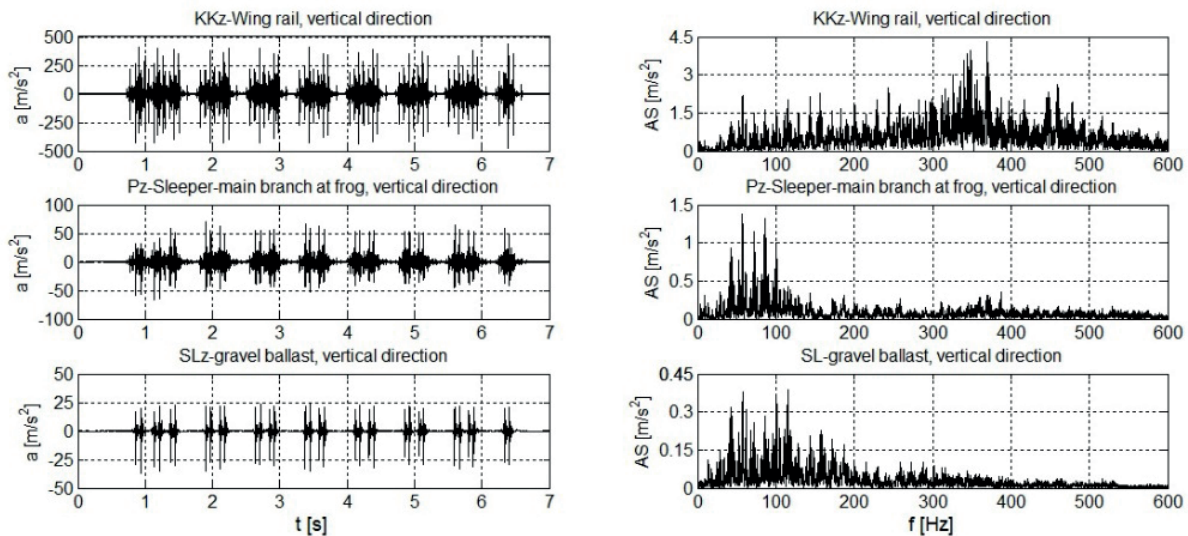 KKz-Wing rail, vertical direction
500
250
0
-250
-500
a [m/s²]
0 1 2 3 4 5 6 7
Pz-Sleeper-main branch at frog, vertical direction
100
50
0
-50
-100
a [m/s²]
0 1 2 3 4 5 6 7
SLz-gravel ballast, vertical direction
50
25
0
-25
-50
a [m/s²]
0 1 2 3 4 5 6 7
t [s]
KKz-Wing rail, vertical direction
4.5
3
1.5
0
AS [m/s²]
0 100 200 300 400 500 600
Pz-Sleeper-main branch at frog, vertical direction
1.5
1
0.5
0
AS [m/s²]
0 100 200 300 400 500 600
SL-gravel ballast, vertical direction
0.45
0.3
0.15
0
AS [m/s²]
0 100 200 300 400 500 600
f [Hz]